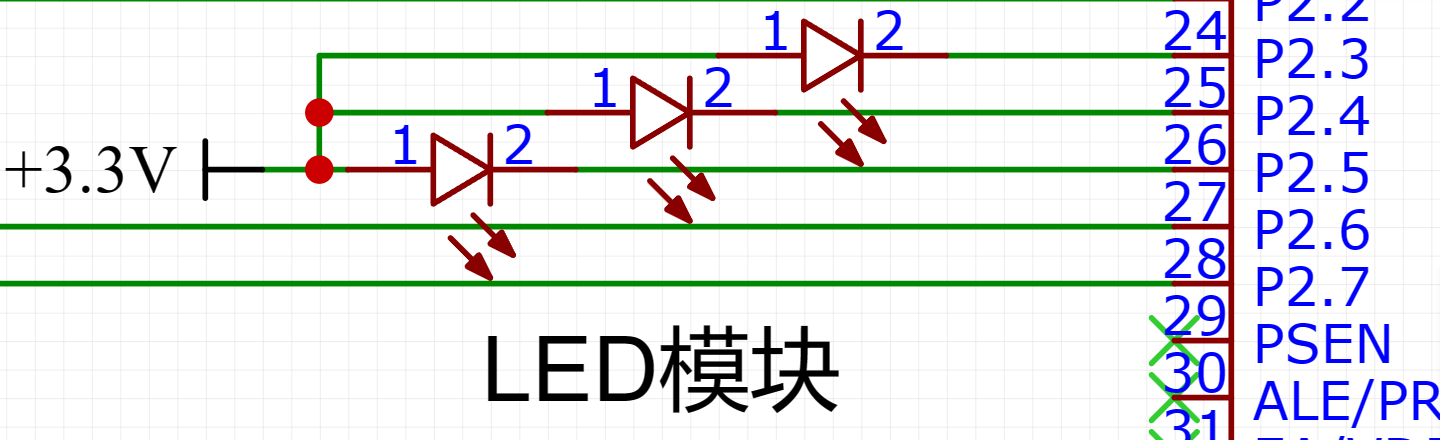 P2.2
1 2 24 P2.3
1 2 25 P2.4
+3.3V 1 2 26 P2.5
27 P2.6
28 P2.7
29 PSEN
LED模块
30 ALE/PR
31